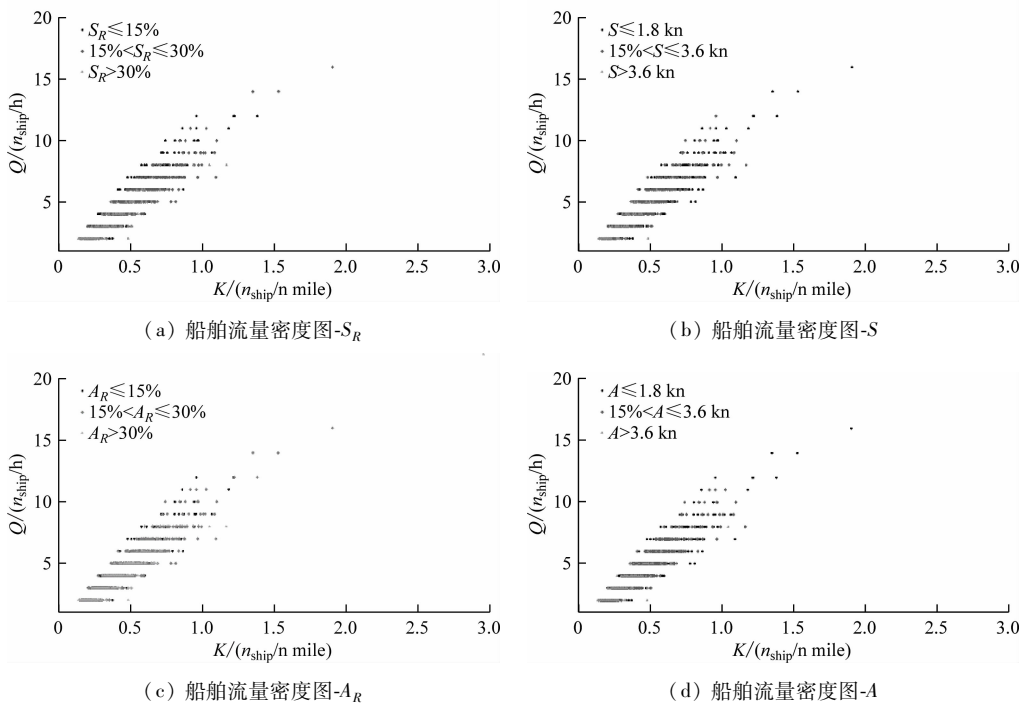 20
15
10
5
Q/(n_ship/h)
S_R≤15%
15%<S_R≤30%
S_R>30%
0 0.5 1.0 1.5 2.0 2.5 3.0
K/(n_ship/n mile)
(a) 船舶流量密度图-S_R
20
15
10
5
Q/(n_ship/h)
S≤1.8 kn
15%<S≤3.6 kn
S>3.6 kn
0 0.5 1.0 1.5 2.0 2.5 3.0
K/(n_ship/n mile)
(b) 船舶流量密度图-S
20
15
10
5
Q/(n_ship/h)
A_R≤15%
15%<A_R≤30%
A_R>30%
0 0.5 1.0 1.5 2.0 2.5 3.0
K/(n_ship/n mile)
(c) 船舶流量密度图-A_R
20
15
10
5
Q/(n_ship/h)
A≤1.8 kn
15%<A≤3.6 kn
A>3.6 kn
0 0.5 1.0 1.5 2.0 2.5 3.0
K/(n_ship/n mile)
(d) 船舶流量密度图-A